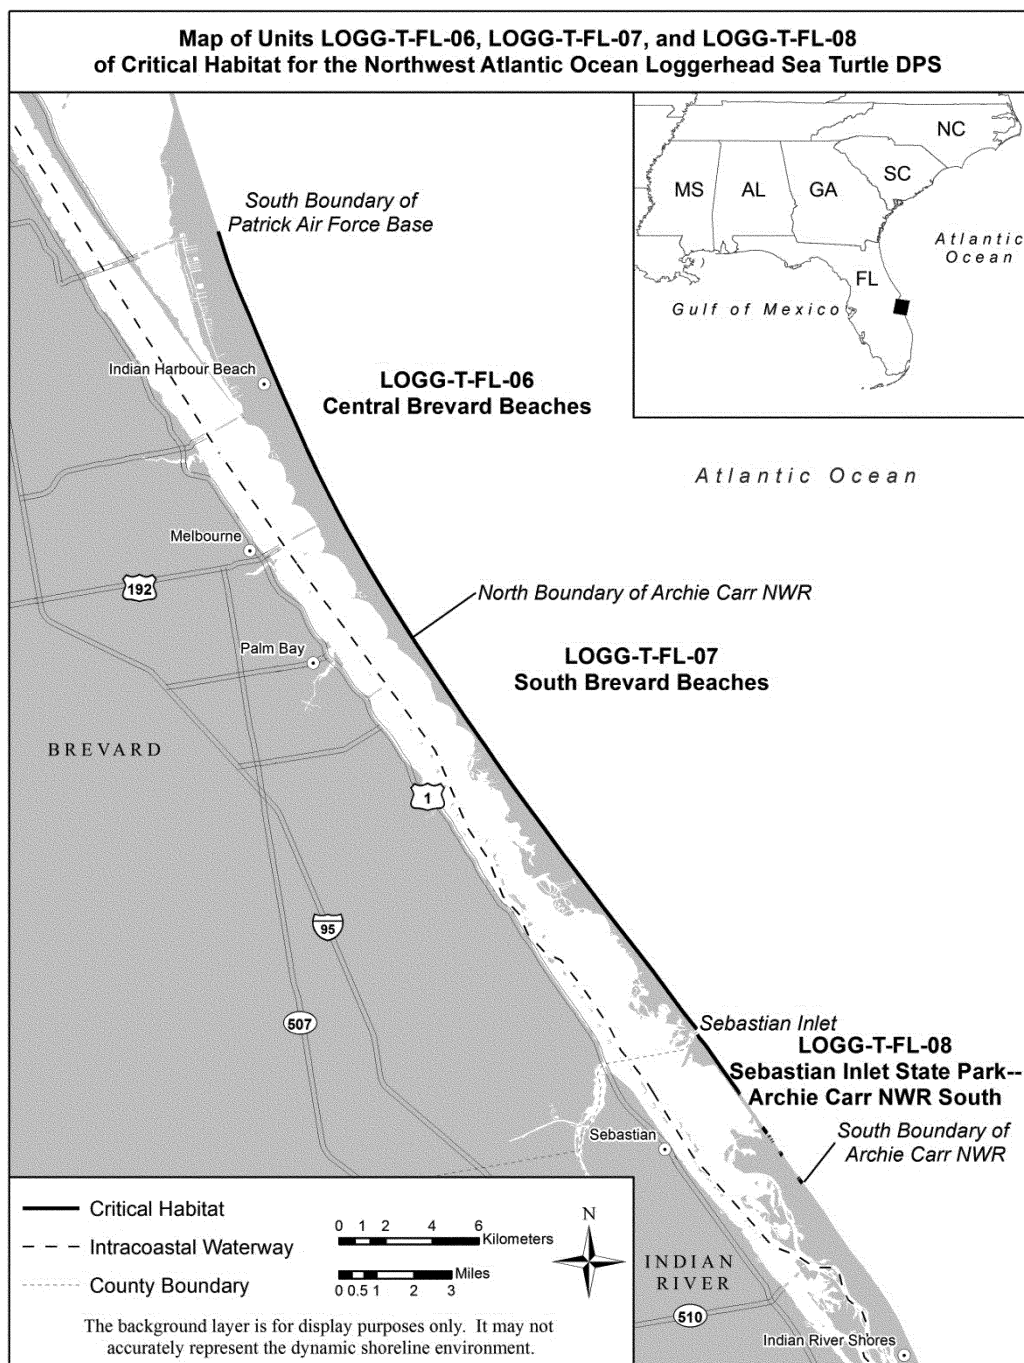 Map of Units LOGG-T-FL-06, LOGG-T-FL-07, and LOGG-T-FL-08
of Critical Habitat for the Northwest Atlantic Ocean Loggerhead Sea Turtle DPS
NC
SC
MS
AL
GA
FL
Atlantic
Ocean
Gulf of Mexico
South Boundary of
Patrick Air Force Base
Indian Harbour Beach
LOGG-T-FL-06
Central Brevard Beaches
Atlantic Ocean
Melbourne
192
North Boundary of Archie Carr NWR
Palm Bay
LOGG-T-FL-07
South Brevard Beaches
BREVARD
1
95
507
Sebastian Inlet
LOGG-T-FL-08
Sebastian Inlet State Park--
Archie Carr NWR South
South Boundary of
Archie Carr NWR
Sebastian
Critical Habitat
Intracoastal Waterway
County Boundary
0 1 2 4 6
Kilometers
Miles
0 0.5 1 2 3
N
The background layer is for display purposes only. It may not
accurately represent the dynamic shoreline environment.
INDIAN
RIVER
510
Indian River Shores